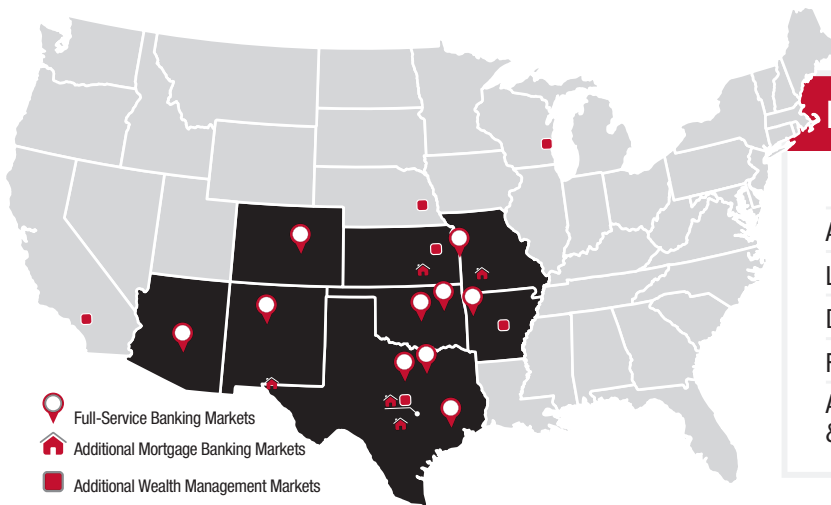 Full-Service Banking Markets
Additional Mortgage Banking Markets
Additional Wealth Management Markets
&